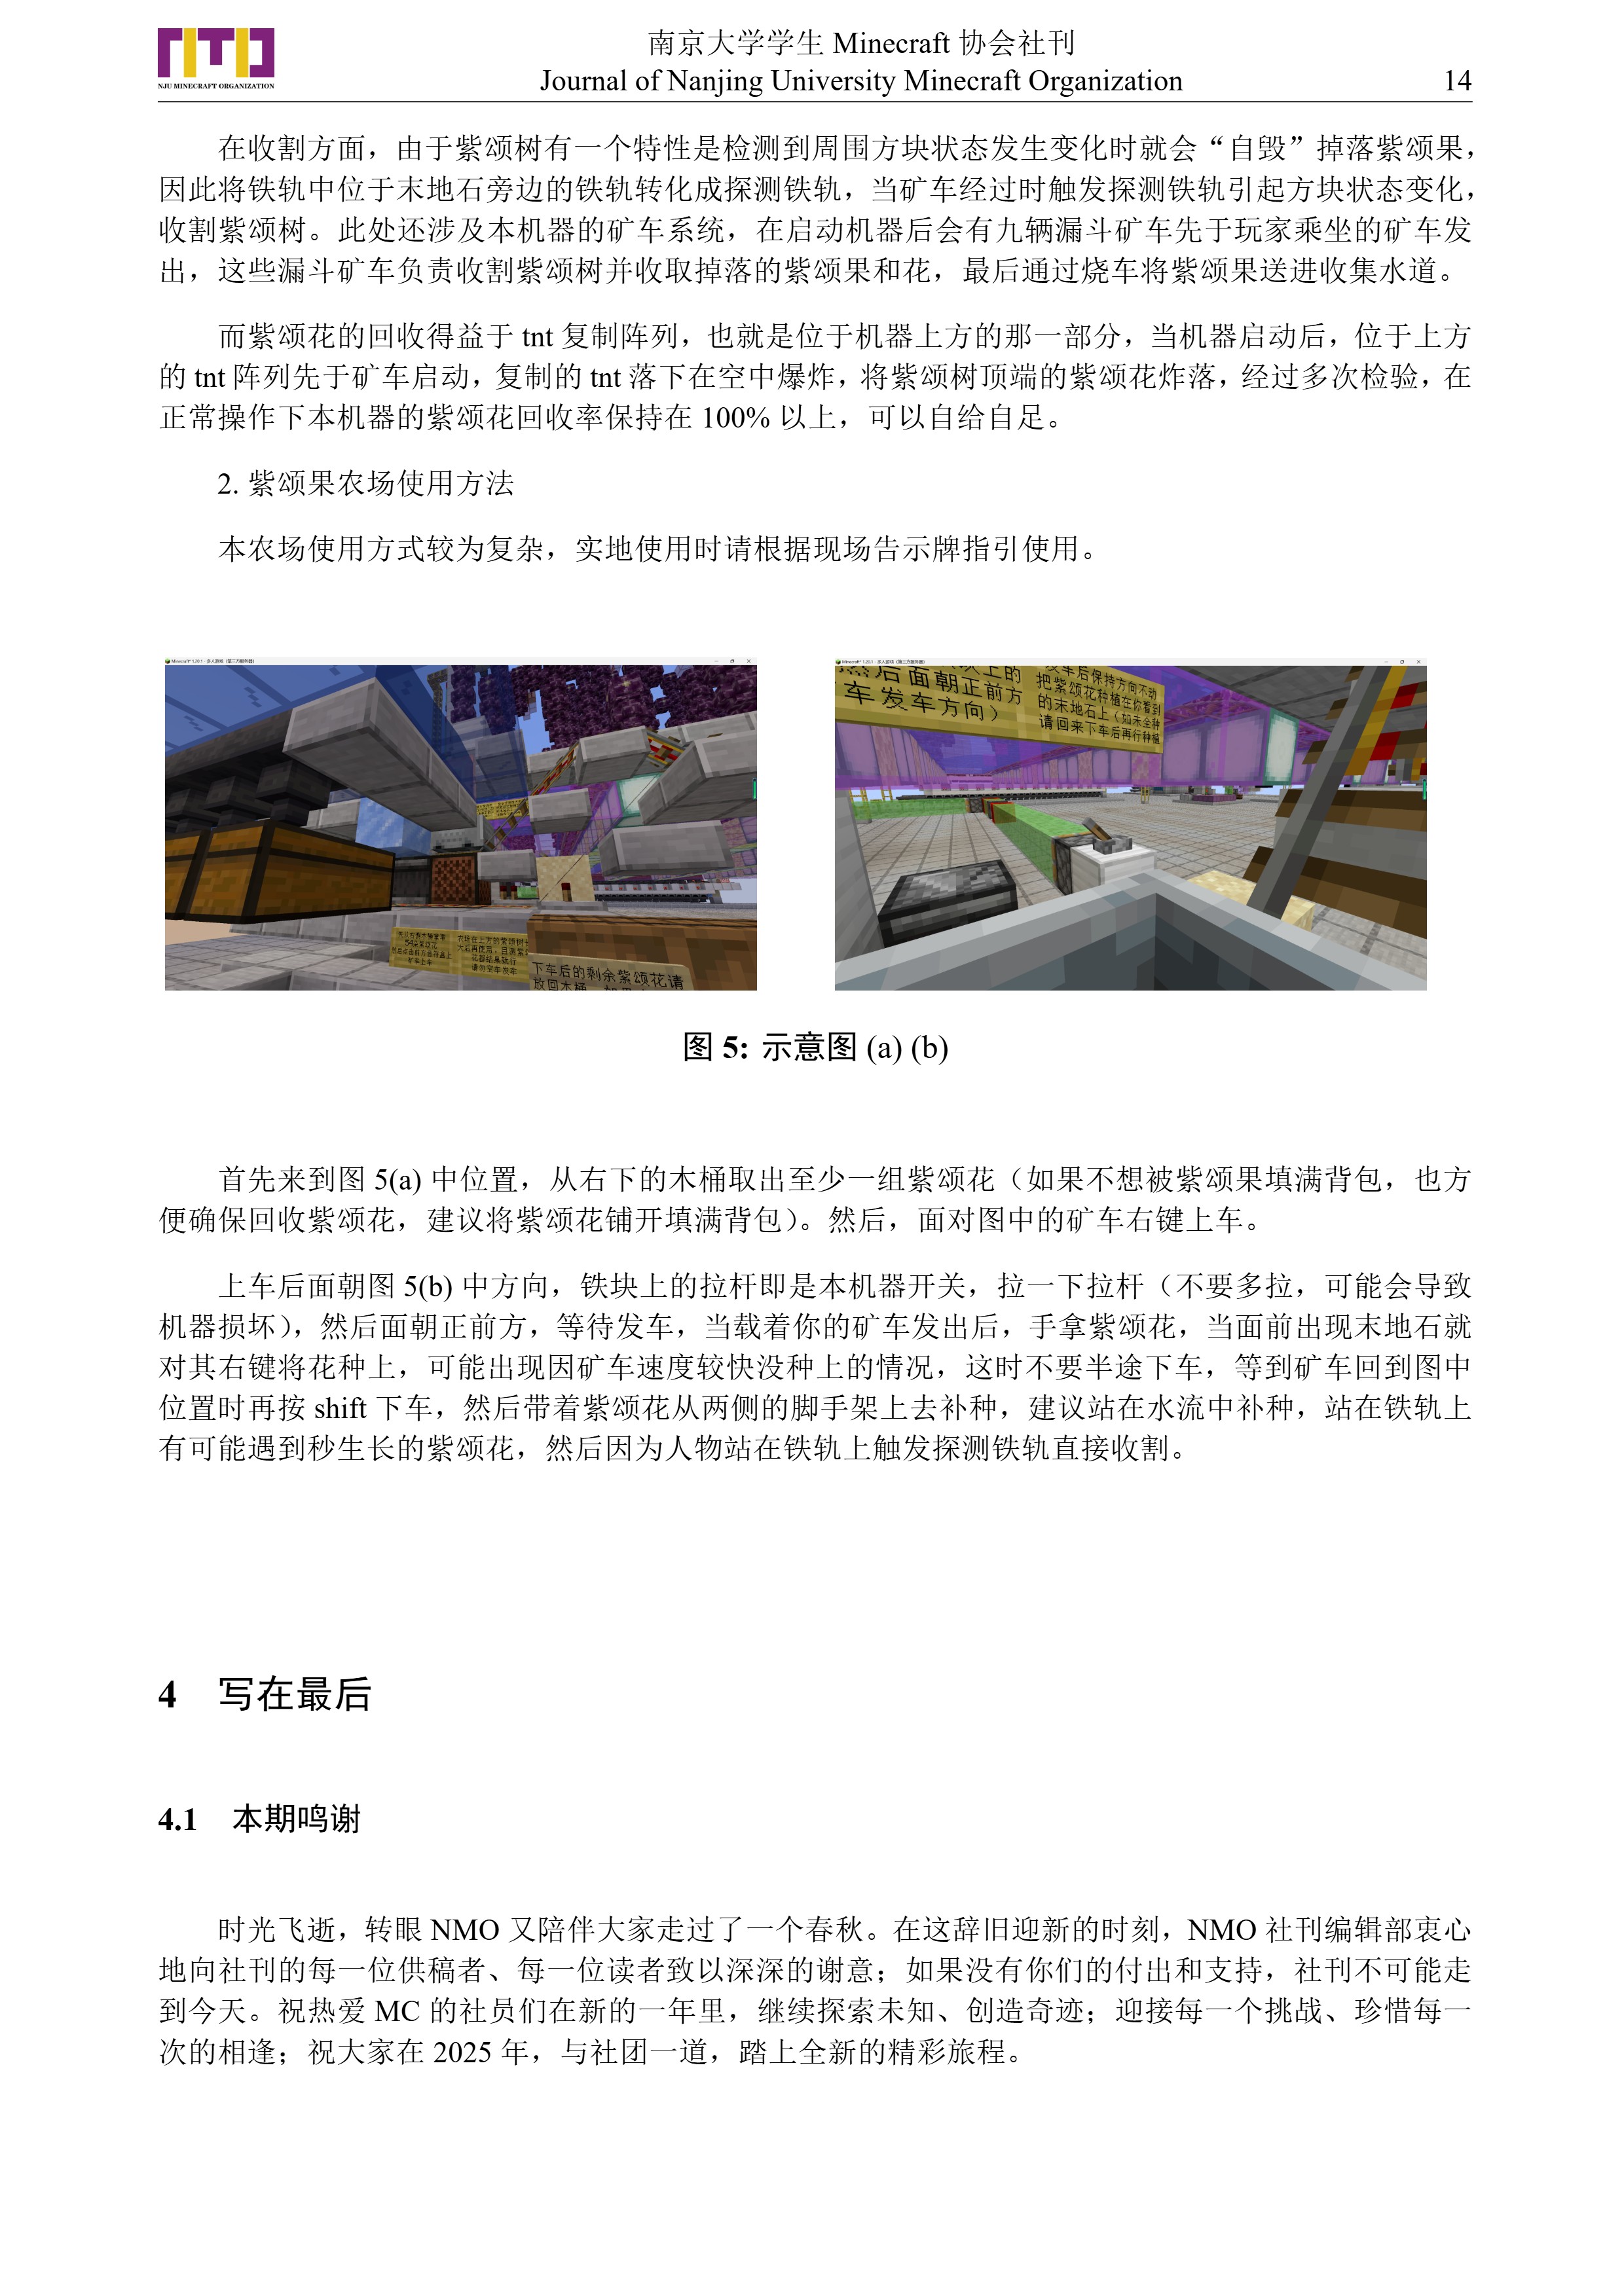 NJU MINECRAFT ORGANIZATION
南京大学学生 Minecraft 协会社刊
Journal of Nanjing University Minecraft Organization
14
在收割方面，由于紫颂树有一个特性是检测到周围方块状态发生变化时就会“自毁”掉落紫颂果，
因此将铁轨中位于末地石旁边的铁轨转化成探测铁轨，当矿车经过时触发探测铁轨引起方块状态变化，
收割紫颂树。此处还涉及本机器的矿车系统，在启动机器后会有九辆漏斗矿车先于玩家乘坐的矿车发
出，这些漏斗矿车负责收割紫颂树并收取掉落的紫颂果和花，最后通过烧车将紫颂果送进收集水道。
而紫颂花的回收得益于 tnt 复制阵列，也就是位于机器上方的那一部分，当机器启动后，位于上方
的 tnt 阵列先于矿车启动，复制的 tnt 落下在空中爆炸，将紫颂树顶端的紫颂花炸落，经过多次检验，在
正常操作下本机器的紫颂花回收率保持在 100% 以上，可以自给自足。
2. 紫颂果农场使用方法
本农场使用方式较为复杂，实地使用时请根据现场告示牌指引使用。
Minecraft* 1.20.1 - 多人游戏（第三方服务器）
下车后的剩余紫颂花请
Minecraft* 1.20.1 - 多人游戏（第三方服务器）
然后面朝正前方
车发车方向）
发车后保持方向不动
把紫颂花种植在你看到
的末地石上（如未全种
请回来下车后再行种植
图 5: 示意图 (a) (b)
首先来到图 5(a) 中位置，从右下的木桶取出至少一组紫颂花（如果不想被紫颂果填满背包，也方
便确保回收紫颂花，建议将紫颂花铺开填满背包）。然后，面对图中的矿车右键上车。
上车后面朝图 5(b) 中方向，铁块上的拉杆即是本机器开关，拉一下拉杆（不要多拉，可能会导致
机器损坏），然后面朝正前方，等待发车，当载着你的矿车发出后，手拿紫颂花，当面前出现末地石就
对其右键将花种上，可能出现因矿车速度较快没种上的情况，这时不要半途下车，等到矿车回到图中
位置时再按 shift 下车，然后带着紫颂花从两侧的脚手架上去补种，建议站在水流中补种，站在铁轨上
有可能遇到秒生长的紫颂花，然后因为人物站在铁轨上触发探测铁轨直接收割。
4 写在最后
4.1 本期鸣谢
时光飞逝，转眼 NMO 又陪伴大家走过了一个春秋。在这辞旧迎新的时刻，NMO 社刊编辑部衷心
地向社刊的每一位供稿者、每一位读者致以深深的谢意；如果没有你们的付出和支持，社刊不可能走
到今天。祝热爱 MC 的社员们在新的一年里，继续探索未知、创造奇迹；迎接每一个挑战、珍惜每一
次的相逢；祝大家在 2025 年，与社团一道，踏上全新的精彩旅程。